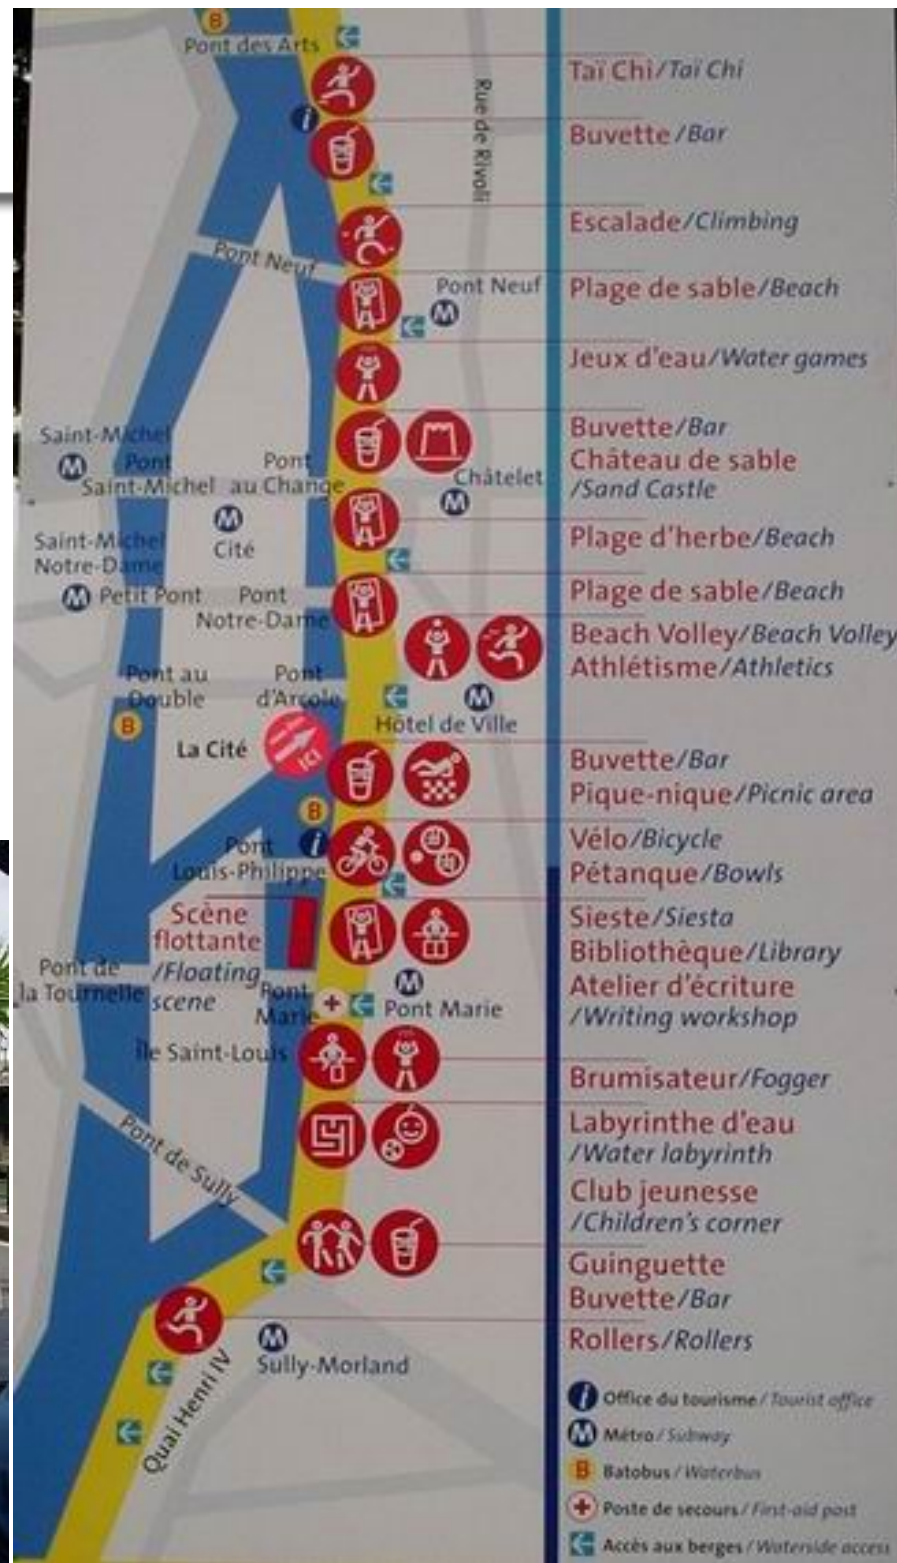 B
Pont des Arts
Taï Chi/Taï Chi
i
Buvette/Bar
Rue de Rivoli
Escalade/Climbing
Pont Neuf
Pont Neuf
M
Plage de sable/Beach
Jeux d'eau/Water games
Saint-Michel
M
Pont
Saint-Michel
Pont
au Change
Châtelet
M
Buvette/Bar
Château de sable
/Sand Castle
M
Cité
Saint-Michel
Notre-Dame
M
Petit Pont
Pont
Notre-Dame
Plage d'herbe/Beach
Plage de sable/Beach
Beach Volley/Beach Volley
Athlétisme/Athletics
Pont au
Double
Pont
d'Arcole
M
Hôtel de Ville
B
La Cité
ICI
Buvette/Bar
Pique-nique/Picnic area
B
i
Pont
Louis-Philippe
Vélo/Bicycle
Pétanque/Bowls
Scène
flottante
/Floating
scene
Sieste/Siesta
Bibliothèque/Library
Atelier d'écriture
/Writing workshop
Pont de
la Tournelle
Pont
Marie
M
Pont Marie
Île Saint-Louis
Brumisateur/Fogger
Labyrinthe d'eau
/Water labyrinth
Pont de Sully
Club jeunesse
/Children's corner
Guinguette
Buvette/Bar
Rollers/Rollers
M
Sully-Morland
Quai Henri IV
i Office du tourisme / Tourist office
M Métro / Subway
B Batobus / Waterbus
Poste de secours / First-aid post
Accès aux berges / Waterside access